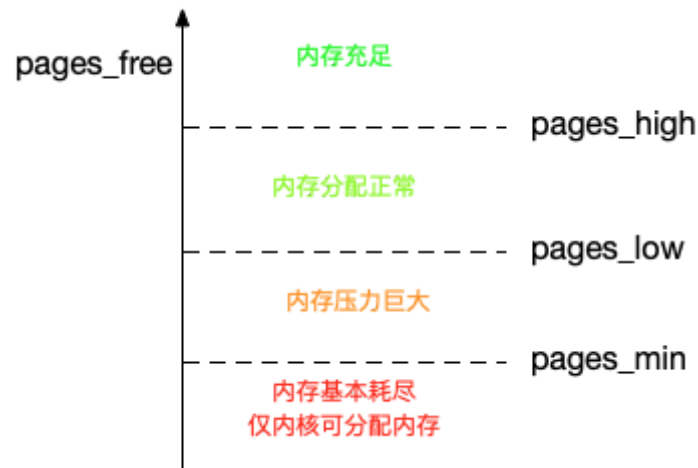 pages_free
内存充足
pages_high
内存分配正常
pages_low
内存压力巨大
pages_min
内存基本耗尽
仅内核可分配内存